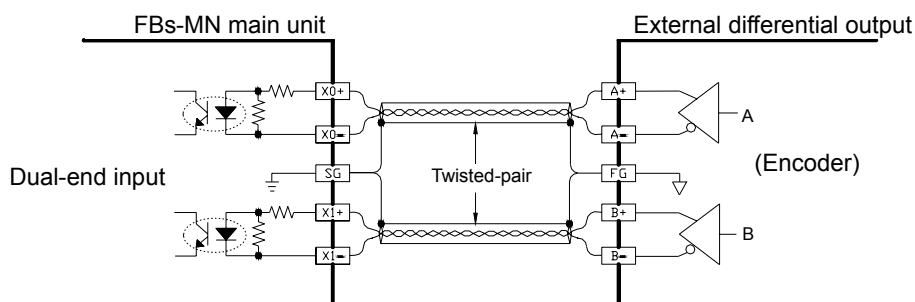 FBs-MN main unit
External differential output
X0+
A+
A
X0-
A-
Dual-end input
SG
Twisted-pair
FG
(Encoder)
X1+
B+
B
X1-
B-